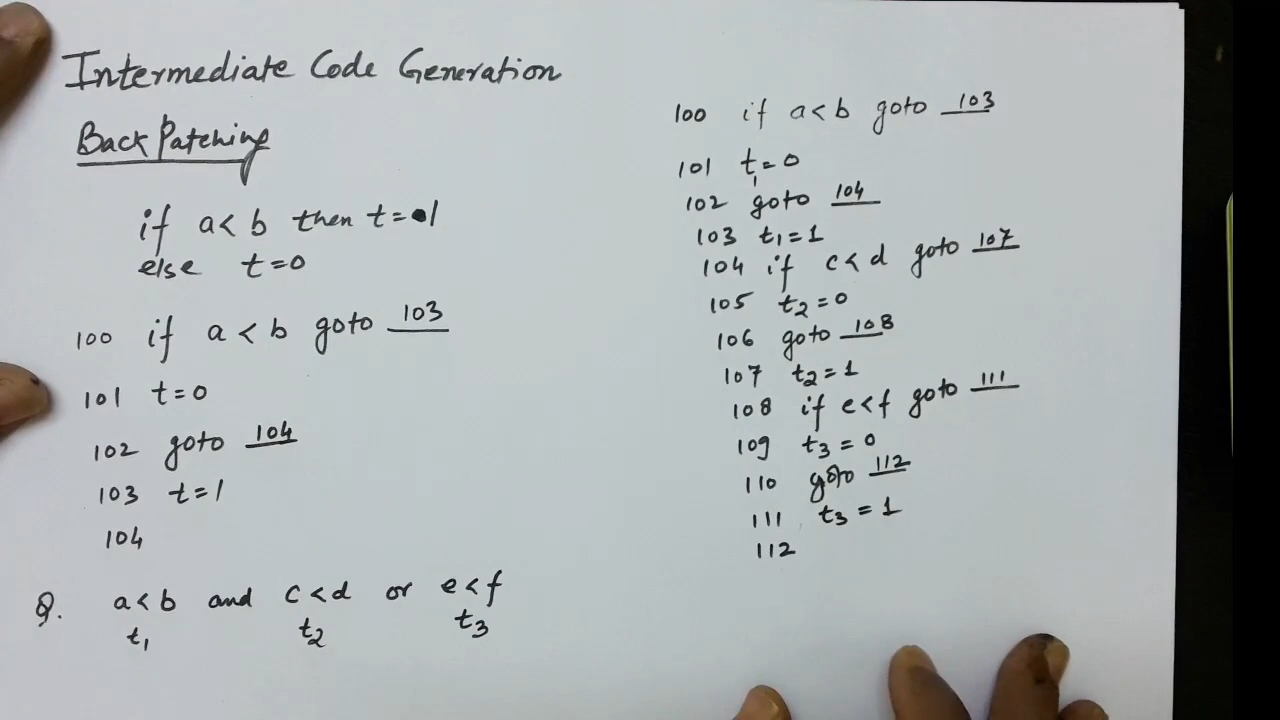 Intermediate Code Generation
Back Patching
if a < b then t = 1
else t = 0
100 if a < b goto 103
101 t = 0
102 goto 104
103 t = 1
104
Q. a < b and c < d or e < f
t₁ t₂ t₃
100 if a < b goto 103
101 t₁ = 0
102 goto 104
103 t₁ = 1
104 if c < d goto 107
105 t₂ = 0
106 goto 108
107 t₂ = 1
108 if e < f goto 111
109 t₃ = 0
110 goto 112
111 t₃ = 1
112